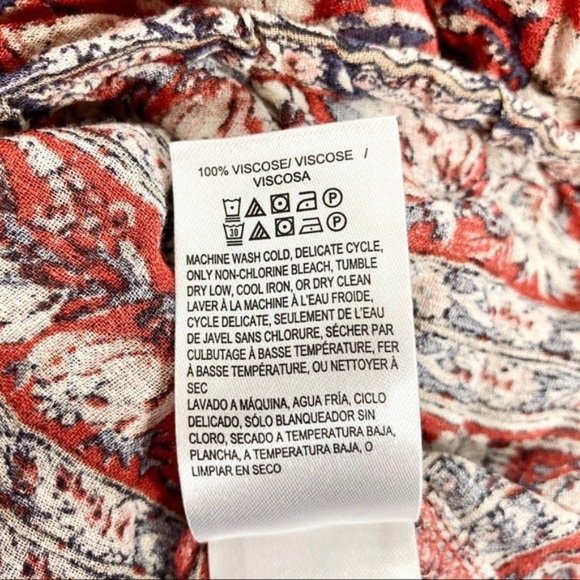 100% VISCOSE/ VISCOSE /
VISCOSA
P
30 P
MACHINE WASH COLD, DELICATE CYCLE,
ONLY NON-CHLORINE BLEACH, TUMBLE
DRY LOW, COOL IRON, OR DRY CLEAN
LAVER À LA MACHINE À L'EAU FROIDE,
CYCLE DELICATE, SEULEMENT DE L'EAU
DE JAVEL SANS CHLORURE, SÉCHER PAR
CULBUTAGE À BASSE TEMPÉRATURE, FER
À BASSE TEMPÉRATURE, OU NETTOYER À
SEC
LAVADO A MÁQUINA, AGUA FRÍA, CICLO
DELICADO, SÓLO BLANQUEADOR SIN
CLORO, SECADO A TEMPERATURA BAJA,
PLANCHA, A TEMPERATURA BAJA, O
LIMPIAR EN SECO